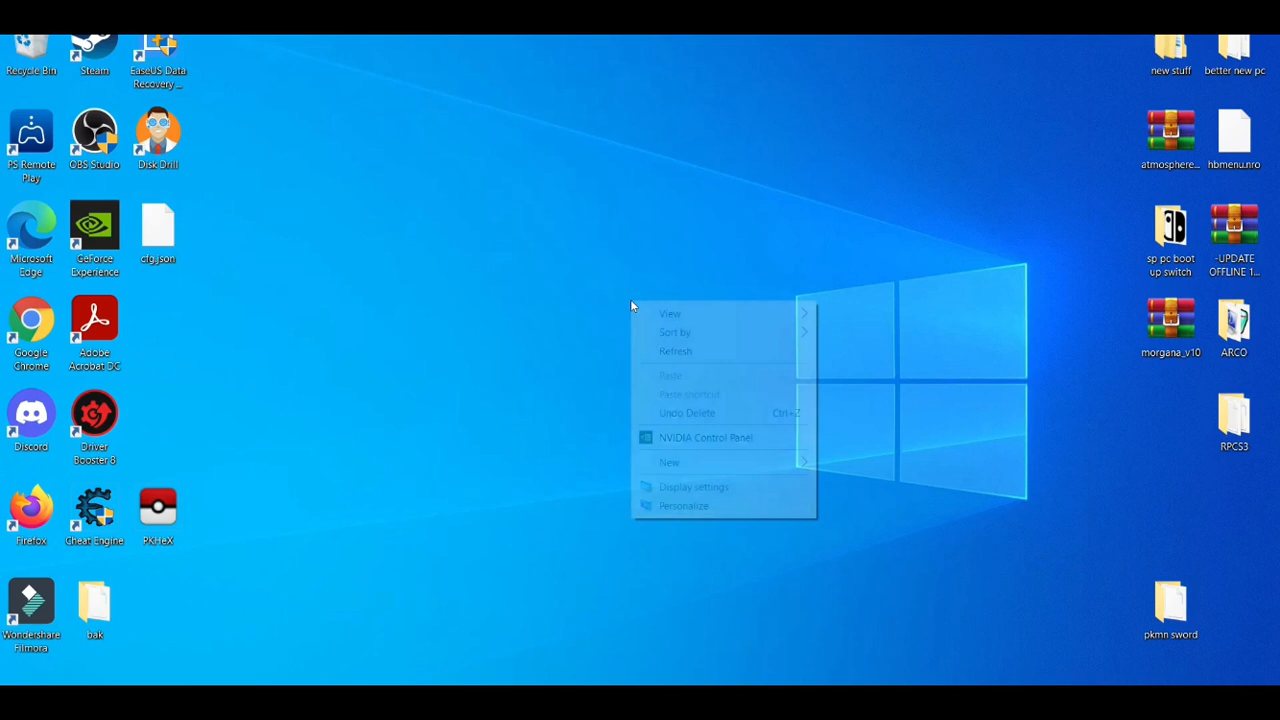 Recycle Bin
Steam
EaseUS Data
Recovery ...
PS Remote
Play
OBS Studio
Disk Drill
Microsoft
Edge
GeForce
Experience
cfg.json
Google
Chrome
Adobe
Acrobat DC
Discord
Driver
Booster 8
Firefox
Cheat Engine
PKHeX
Wondershare
Filmora
bak
View
Sort by
Refresh
Paste
Paste shortcut
Undo Delete Ctrl+Z
NVIDIA Control Panel
New
Display settings
Personalize
new stuff
better new pc
atmosphere...
hbmenu.nro
sp pc boot
up switch
-UPDATE
OFFLINE 1...
morgana_v10
ARCO
RPCS3
pkmn sword